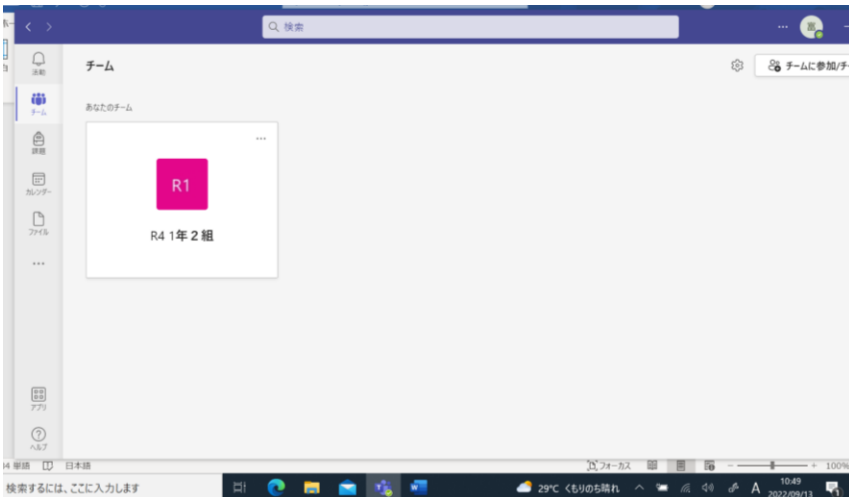 検索
富
活動
チーム
チームに参加/チー
チーム
あなたのチーム
課題
R1
カレンダー
R4 1年２組
ファイル
アプリ
ヘルプ
単語
日本語
フォーカス
100%
検索するには、ここに入力します
29°C くもりのち晴れ
A
10:49
2022/09/13